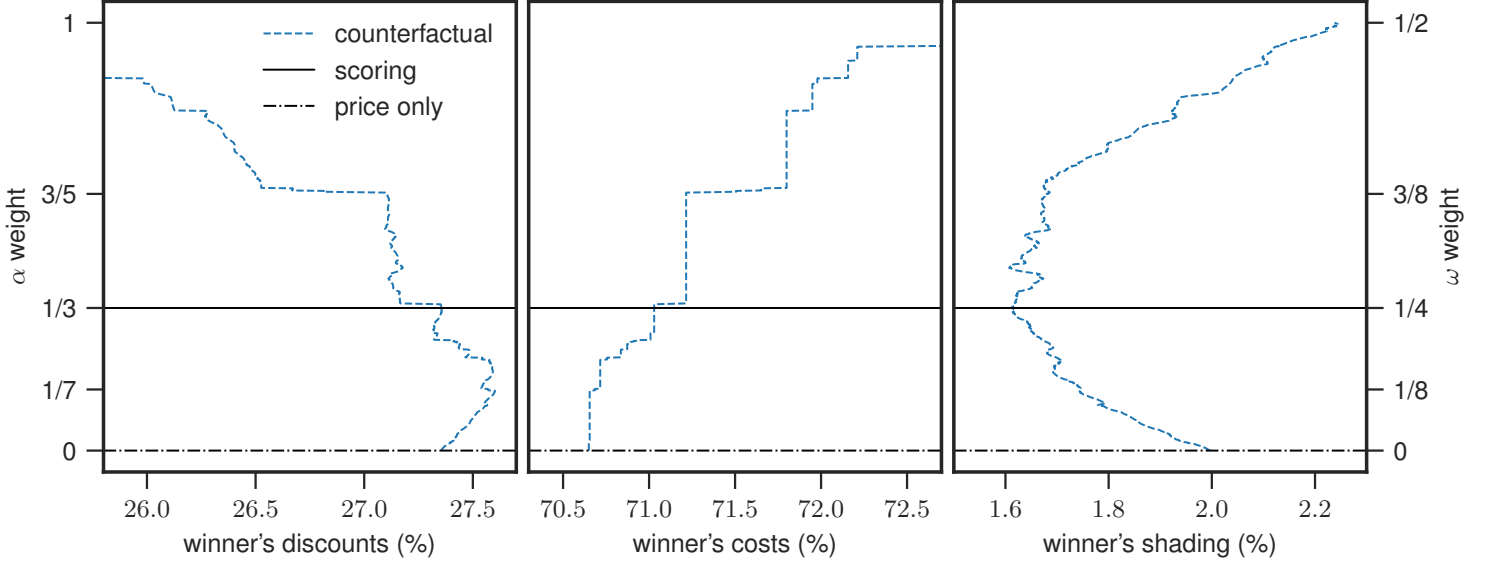 counterfactual
scoring
price only
α weight
1
3/5
1/3
1/7
0
26.0 26.5 27.0 27.5
winner's discounts (%)
70.5 71.0 71.5 72.0 72.5
winner's costs (%)
1.6 1.8 2.0 2.2
winner's shading (%)
1/2
3/8
1/4
1/8
0
ω weight